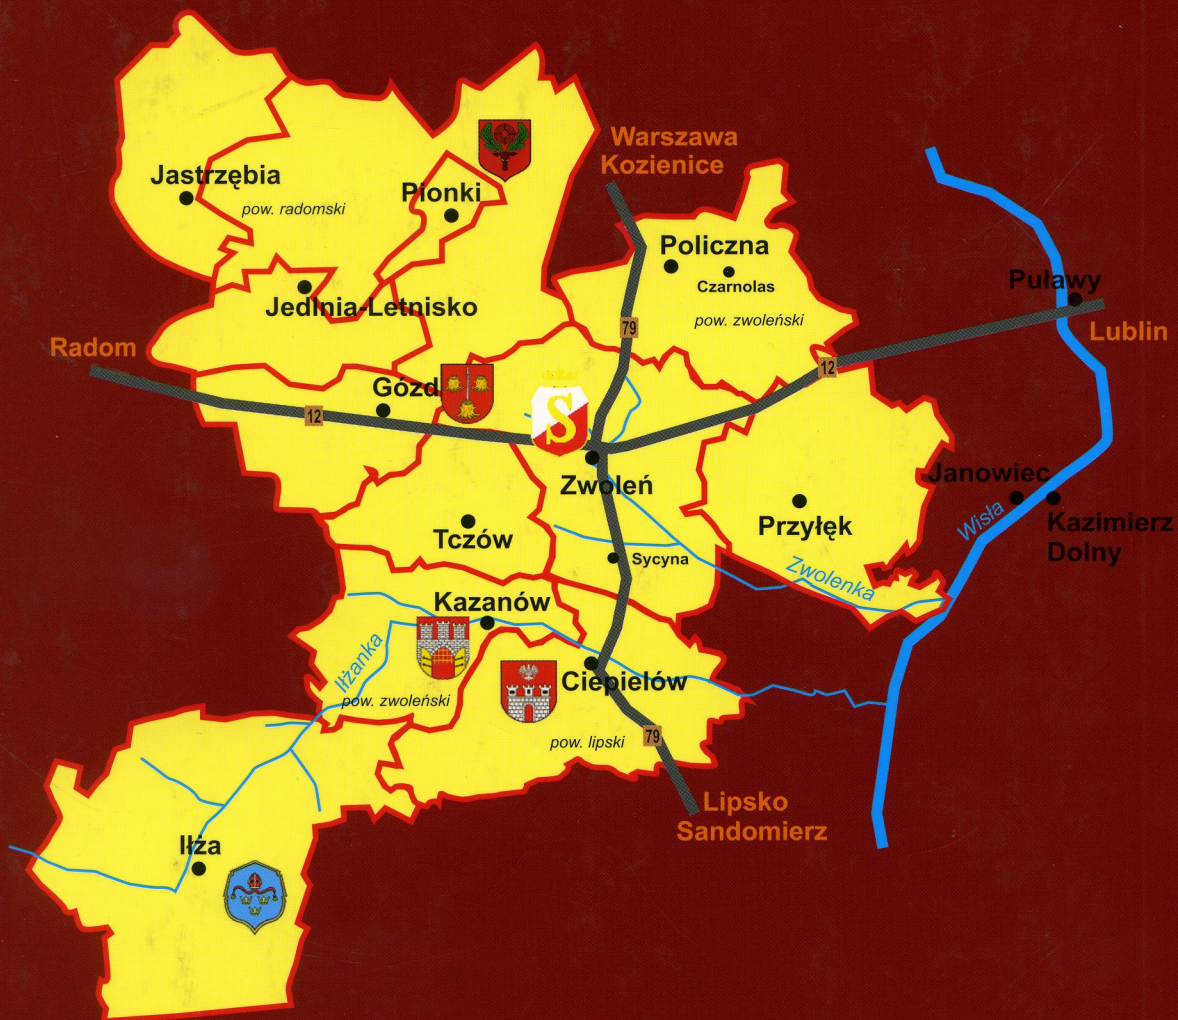 Warszawa
Kozienice
Jastrzębia
Pionki
pow. radomski
Policzna
Czarnolas
Puławy
Jedlnia-Letnisko
pow. zwoleński
79
Lublin
Radom
12
Gózd
12
S
Zwoleń
Janowiec
Wisła
Kazimierz
Dolny
Przyłęk
Tczów
Sycyna
Zwolenka
Kazanów
Iłżanka
Ciepielów
pow. zwoleński
pow. lipski
79
Lipsko
Sandomierz
Iłża